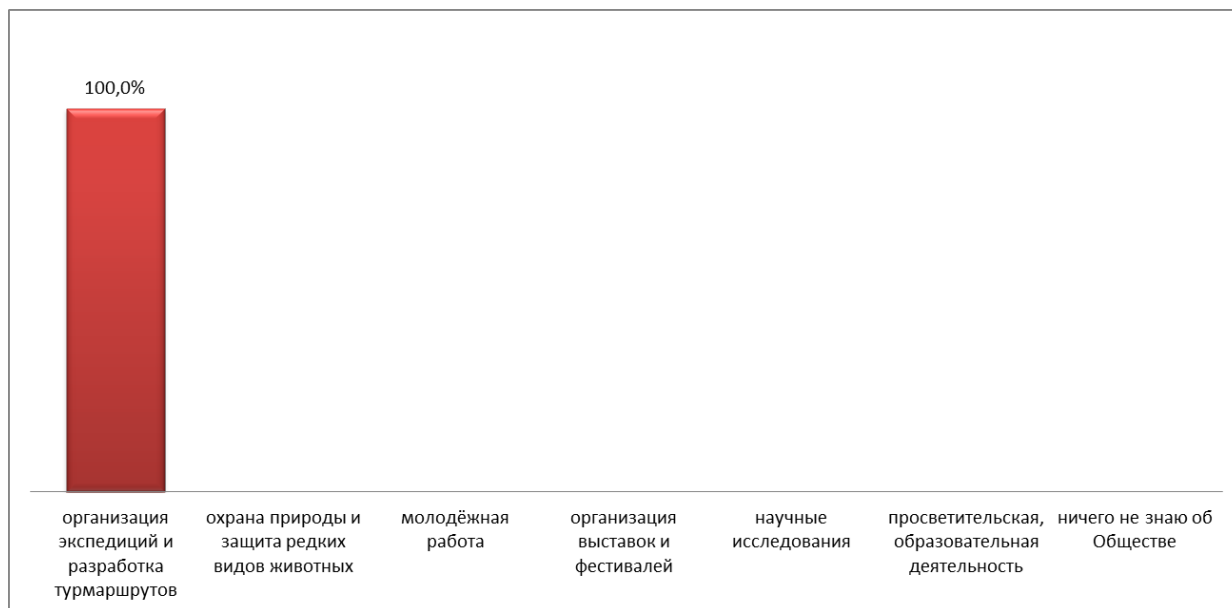 100,0%
организация
экспедиций и
разработка
турмаршрутов
охрана природы и
защита редких
видов животных
молодёжная
работа
организация
выставок и
фестивалей
научные
исследования
просветительская,
образовательная
деятельность
ничего не знаю об
Обществе